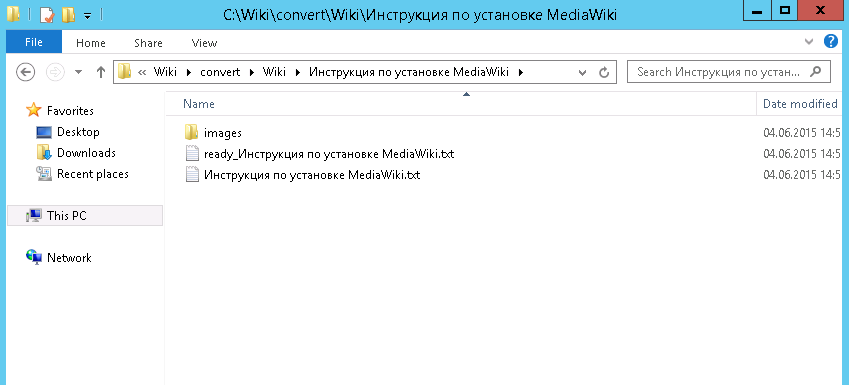 C:\Wiki\convert\Wiki\Инструкция по установке MediaWiki
File Home Share View
« Wiki convert Wiki Инструкция по установке MediaWiki Search Инструкция по устан...
Name Date modified
Favorites
Desktop
Downloads
Recent places
This PC
Network
images 04.06.2015 14:5
ready_Инструкция по установке MediaWiki.txt 04.06.2015 14:5
Инструкция по установке MediaWiki.txt 04.06.2015 14:5